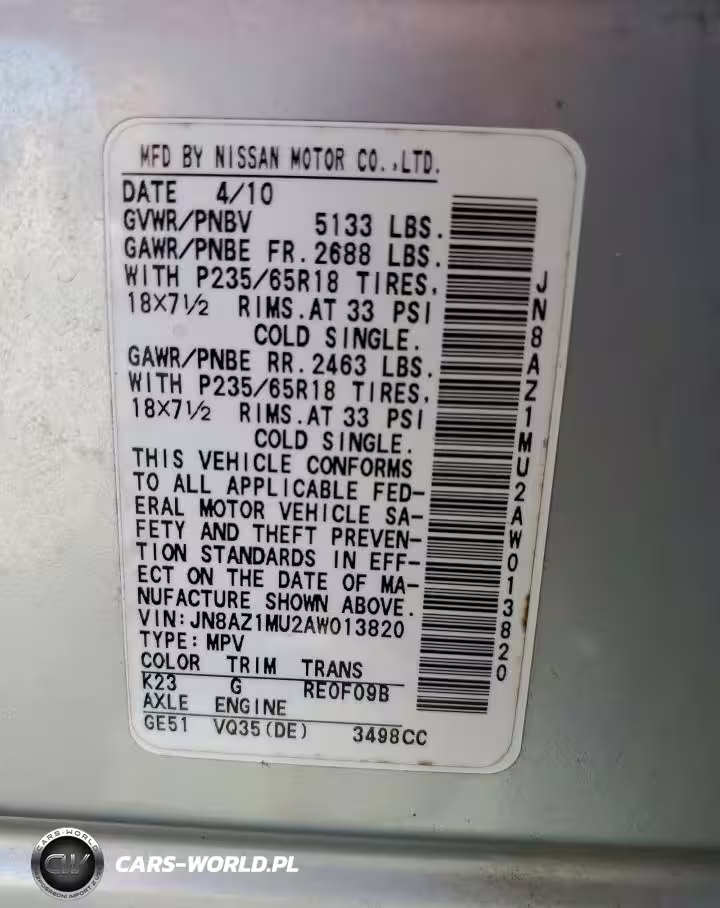 MFD BY NISSAN MOTOR CO.,LTD.
DATE 4/10
GVWR/PNBV 5133 LBS.
GAWR/PNBE FR.2688 LBS.
WITH P235/65R18 TIRES,
18X7½ RIMS.AT 33 PSI
COLD SINGLE.
GAWR/PNBE RR.2463 LBS.
WITH P235/65R18 TIRES,
18X7½ RIMS.AT 33 PSI
COLD SINGLE.
THIS VEHICLE CONFORMS
TO ALL APPLICABLE FED-
ERAL MOTOR VEHICLE SA-
FETY AND THEFT PREVEN-
TION STANDARDS IN EFF-
ECT ON THE DATE OF MA-
NUFACTURE SHOWN ABOVE.
VIN:JN8AZ1MU2AW013820
TYPE:MPV
COLOR TRIM TRANS
K23 G RE0F09B
AXLE ENGINE
GE51 VQ35(DE) 3498CC
JN8AZ1MU2AW013820
CARS-WORLD
CW
CARS-WORLD.PL